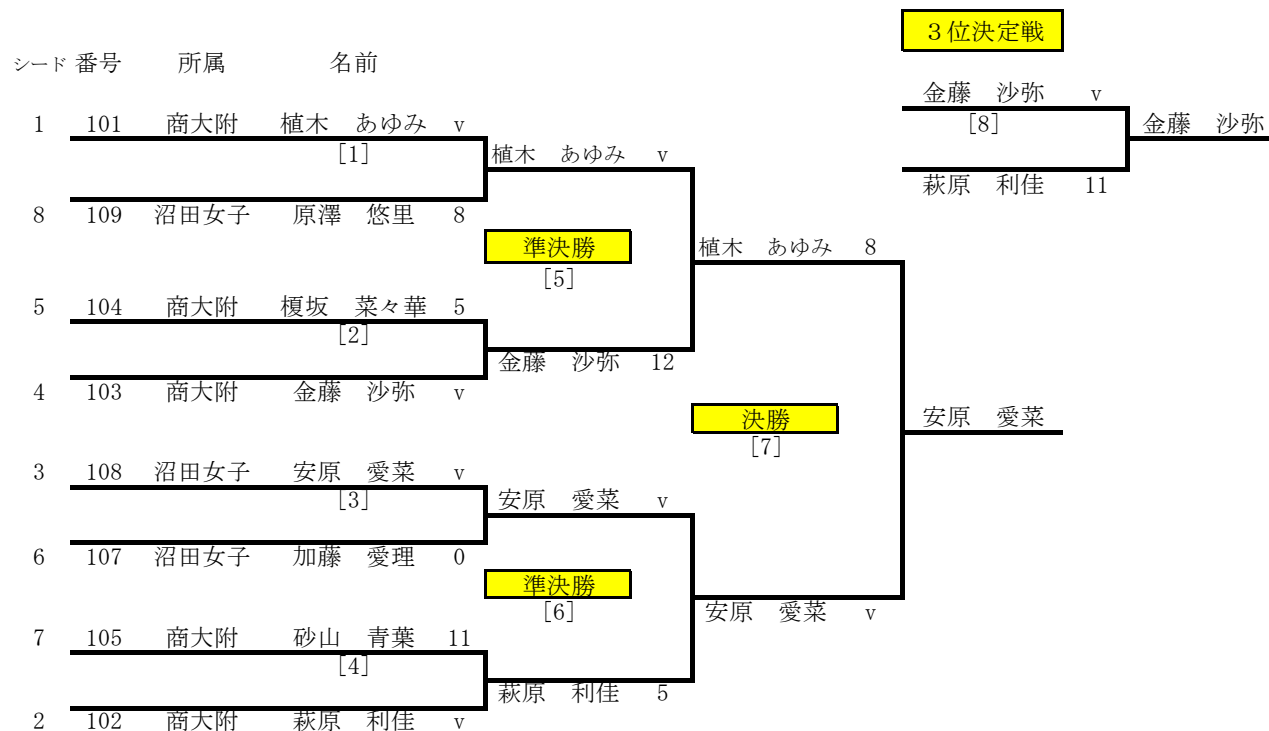 ３位決定戦
シード 番号 所属 名前
金藤 沙弥 v
1 101 商大附 植木 あゆみ v
[8]
金藤 沙弥
[1]
植木 あゆみ v
萩原 利佳 11
8 109 沼田女子 原澤 悠里 8
準決勝
植木 あゆみ 8
[5]
5 104 商大附 榎坂 菜々華 5
[2]
金藤 沙弥 12
4 103 商大附 金藤 沙弥 v
決勝
安原 愛菜
[7]
3 108 沼田女子 安原 愛菜 v
[3]
安原 愛菜 v
6 107 沼田女子 加藤 愛理 0
準決勝
[6]
安原 愛菜 v
7 105 商大附 砂山 青葉 11
[4]
萩原 利佳 5
2 102 商大附 萩原 利佳 v